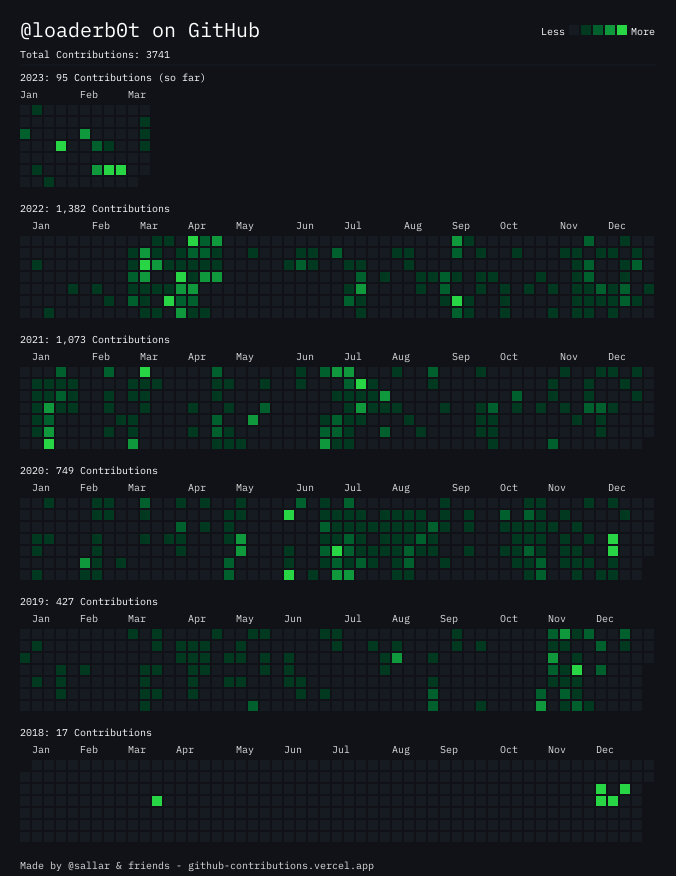 @loaderb0t on GitHub
Less More
Total Contributions: 3741
2023: 95 Contributions (so far)
Jan Feb Mar
2022: 1,382 Contributions
Jan Feb Mar Apr May Jun Jul Aug Sep Oct Nov Dec
2021: 1,073 Contributions
Jan Feb Mar Apr May Jun Jul Aug Sep Oct Nov Dec
2020: 749 Contributions
Jan Feb Mar Apr May Jun Jul Aug Sep Oct Nov Dec
2019: 427 Contributions
Jan Feb Mar Apr May Jun Jul Aug Sep Oct Nov Dec
2018: 17 Contributions
Jan Feb Mar Apr May Jun Jul Aug Sep Oct Nov Dec
Made by @sallar & friends - github-contributions.vercel.app